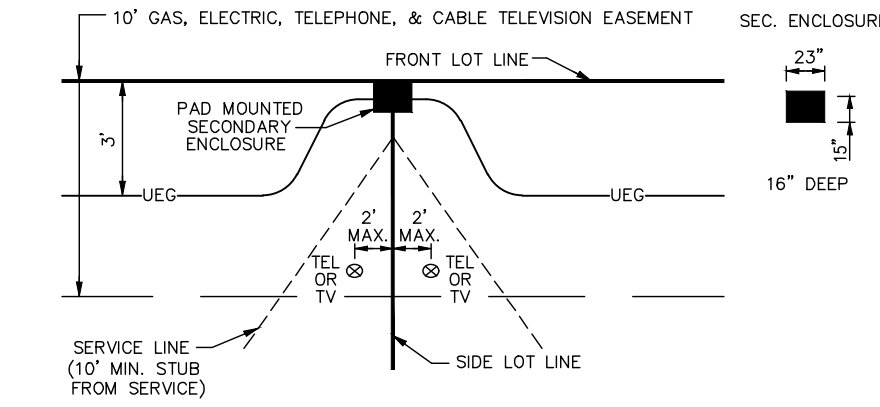 10' GAS, ELECTRIC, TELEPHONE, & CABLE TELEVISION EASEMENT
SEC. ENCLOSURE
FRONT LOT LINE
23"
PAD MOUNTED
SECONDARY
ENCLOSURE
3'
15"
16" DEEP
UEG
UEG
2'
MAX.
2'
MAX.
TEL
OR
TV
TEL
OR
TV
SERVICE LINE
(10' MIN. STUB
FROM SERVICE)
SIDE LOT LINE